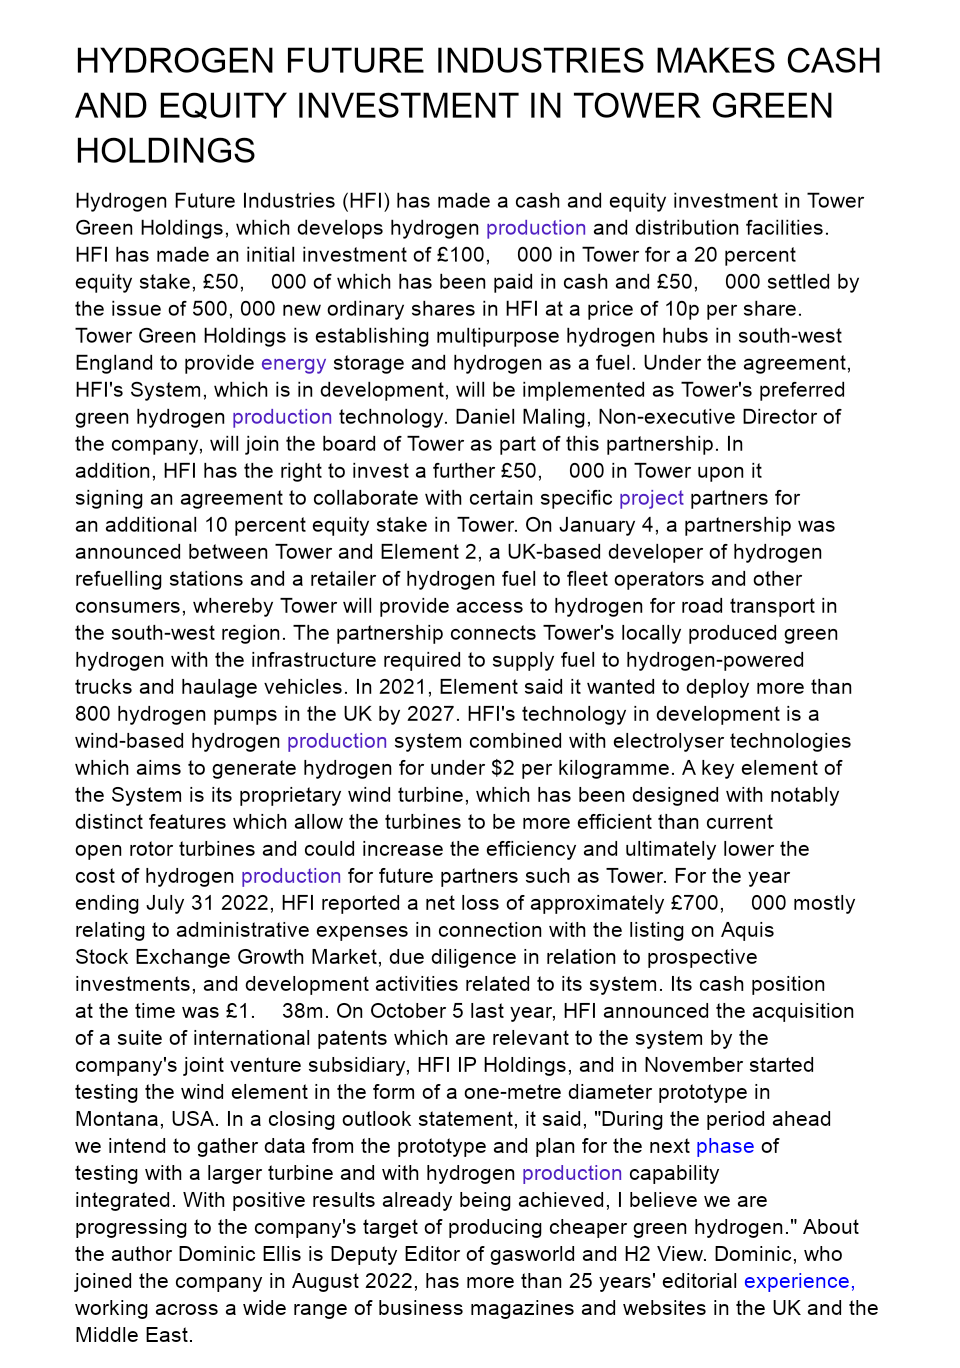 HYDROGEN FUTURE INDUSTRIES MAKES CASH
AND EQUITY INVESTMENT IN TOWER GREEN
HOLDINGS
Hydrogen Future Industries (HFI) has made a cash and equity investment in Tower
Green Holdings, which develops hydrogen production and distribution facilities.
HFI has made an initial investment of £100, 000 in Tower for a 20 percent
equity stake, £50, 000 of which has been paid in cash and £50, 000 settled by
the issue of 500, 000 new ordinary shares in HFI at a price of 10p per share.
Tower Green Holdings is establishing multipurpose hydrogen hubs in south-west
England to provide energy storage and hydrogen as a fuel. Under the agreement,
HFI's System, which is in development, will be implemented as Tower's preferred
green hydrogen production technology. Daniel Maling, Non-executive Director of
the company, will join the board of Tower as part of this partnership. In
addition, HFI has the right to invest a further £50, 000 in Tower upon it
signing an agreement to collaborate with certain specific project partners for
an additional 10 percent equity stake in Tower. On January 4, a partnership was
announced between Tower and Element 2, a UK-based developer of hydrogen
refuelling stations and a retailer of hydrogen fuel to fleet operators and other
consumers, whereby Tower will provide access to hydrogen for road transport in
the south-west region. The partnership connects Tower's locally produced green
hydrogen with the infrastructure required to supply fuel to hydrogen-powered
trucks and haulage vehicles. In 2021, Element said it wanted to deploy more than
800 hydrogen pumps in the UK by 2027. HFI's technology in development is a
wind-based hydrogen production system combined with electrolyser technologies
which aims to generate hydrogen for under $2 per kilogramme. A key element of
the System is its proprietary wind turbine, which has been designed with notably
distinct features which allow the turbines to be more efficient than current
open rotor turbines and could increase the efficiency and ultimately lower the
cost of hydrogen production for future partners such as Tower. For the year
ending July 31 2022, HFI reported a net loss of approximately £700, 000 mostly
relating to administrative expenses in connection with the listing on Aquis
Stock Exchange Growth Market, due diligence in relation to prospective
investments, and development activities related to its system. Its cash position
at the time was £1. 38m. On October 5 last year, HFI announced the acquisition
of a suite of international patents which are relevant to the system by the
company's joint venture subsidiary, HFI IP Holdings, and in November started
testing the wind element in the form of a one-metre diameter prototype in
Montana, USA. In a closing outlook statement, it said, "During the period ahead
we intend to gather data from the prototype and plan for the next phase of
testing with a larger turbine and with hydrogen production capability
integrated. With positive results already being achieved, I believe we are
progressing to the company's target of producing cheaper green hydrogen." About
the author Dominic Ellis is Deputy Editor of gasworld and H2 View. Dominic, who
joined the company in August 2022, has more than 25 years' editorial experience,
working across a wide range of business magazines and websites in the UK and the
Middle East.